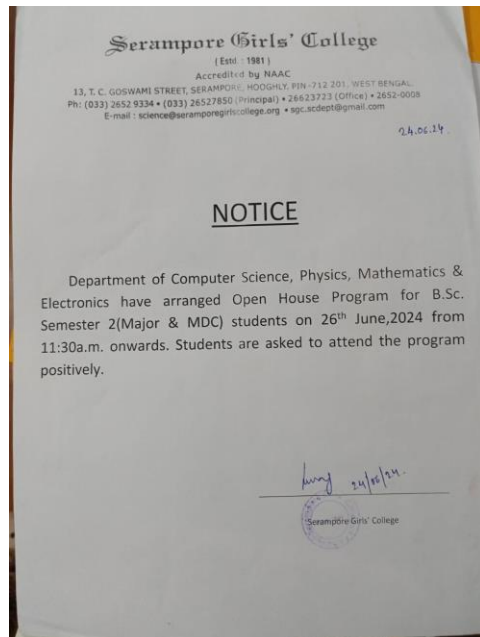 Serampore Girls' College
( Estd. : 1981 )
Accredited by NAAC
13, T. C. GOSWAMI STREET, SERAMPORE, HOOGHLY, PIN -712 201, WEST BENGAL.
Ph: (033) 2652 9334 • (033) 26527850 (Principal) • 26623723 (Office) • 2652-0008
E-mail : science@seramporegirlscollege.org • sgc.scdept@gmail.com
24.06.24.
NOTICE
Department of Computer Science, Physics, Mathematics &
Electronics have arranged Open House Program for B.Sc.
Semester 2(Major & MDC) students on 26th June,2024 from
11:30a.m. onwards. Students are asked to attend the program
positively.
24/06/24.
Serampore Girls' College